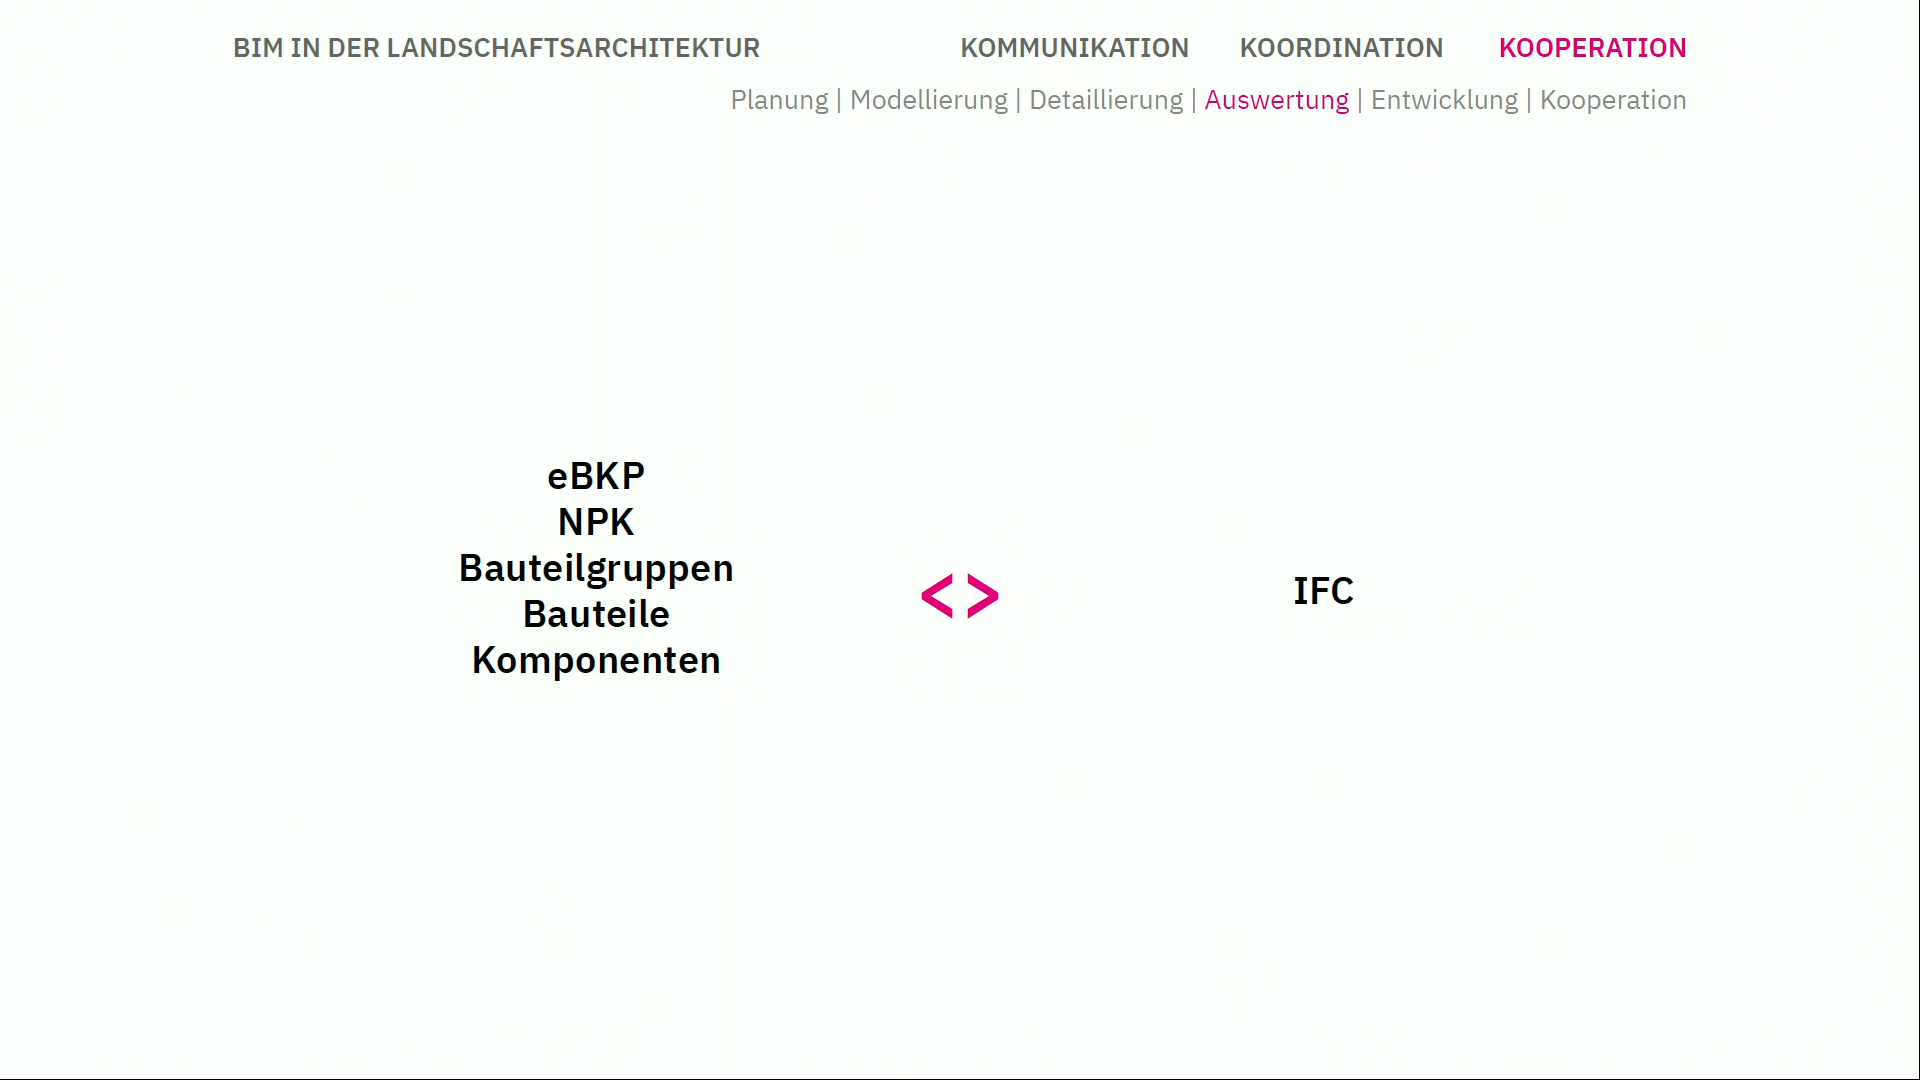 BIM IN DER LANDSCHAFTSARCHITEKTUR KOMMUNIKATION KOORDINATION KOOPERATION
Planung | Modellierung | Detaillierung | Auswertung | Entwicklung | Kooperation
eBKP
NPK
Bauteilgruppen
Bauteile
Komponenten
<>
IFC